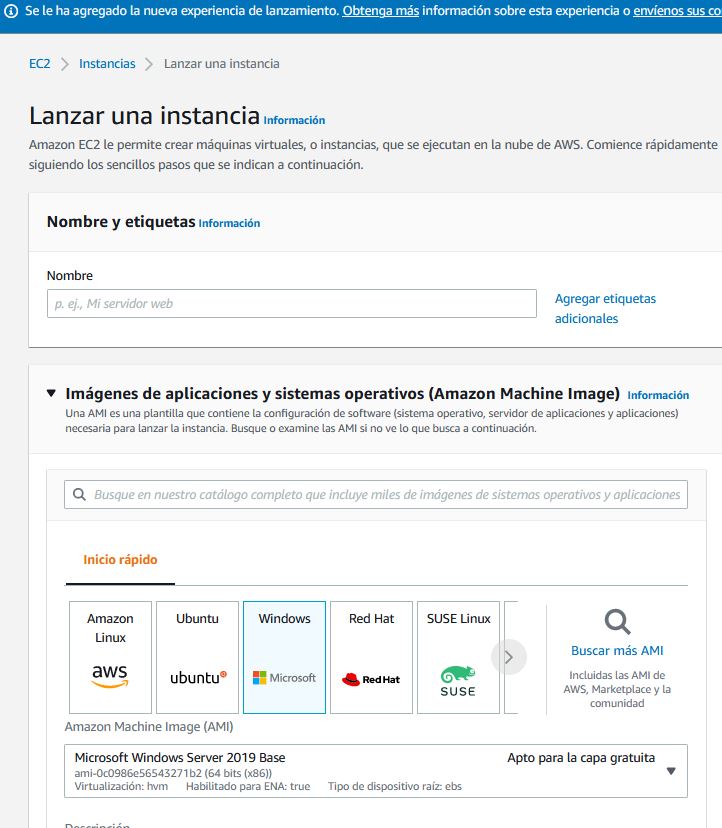 Se le ha agregado la nueva experiencia de lanzamiento. Obtenga más información sobre esta experiencia o envíenos sus co
EC2 > Instancias > Lanzar una instancia
Lanzar una instancia Información
Amazon EC2 le permite crear máquinas virtuales, o instancias, que se ejecutan en la nube de AWS. Comience rápidamente
siguiendo los sencillos pasos que se indican a continuación.
Nombre y etiquetas Información
Nombre
p. ej., Mi servidor web
Agregar etiquetas
adicionales
Imágenes de aplicaciones y sistemas operativos (Amazon Machine Image) Información
Una AMI es una plantilla que contiene la configuración de software (sistema operativo, servidor de aplicaciones y aplicaciones)
necesaria para lanzar la instancia. Busque o examine las AMI si no ve lo que busca a continuación.
Busque en nuestro catálogo completo que incluye miles de imágenes de sistemas operativos y aplicaciones
Inicio rápido
Amazon
Linux
aws
Ubuntu
ubuntu
Windows
Microsoft
Red Hat
Red Hat
SUSE Linux
SUSE
Buscar más AMI
Incluidas las AMI de
AWS, Marketplace y la
comunidad
Amazon Machine Image (AMI)
Microsoft Windows Server 2019 Base
Apto para la capa gratuita
ami-0c0986e56543271b2 (64 bits (x86))
Virtualización: hvm Habilitado para ENA: true Tipo de dispositivo raíz: ebs
Descripción